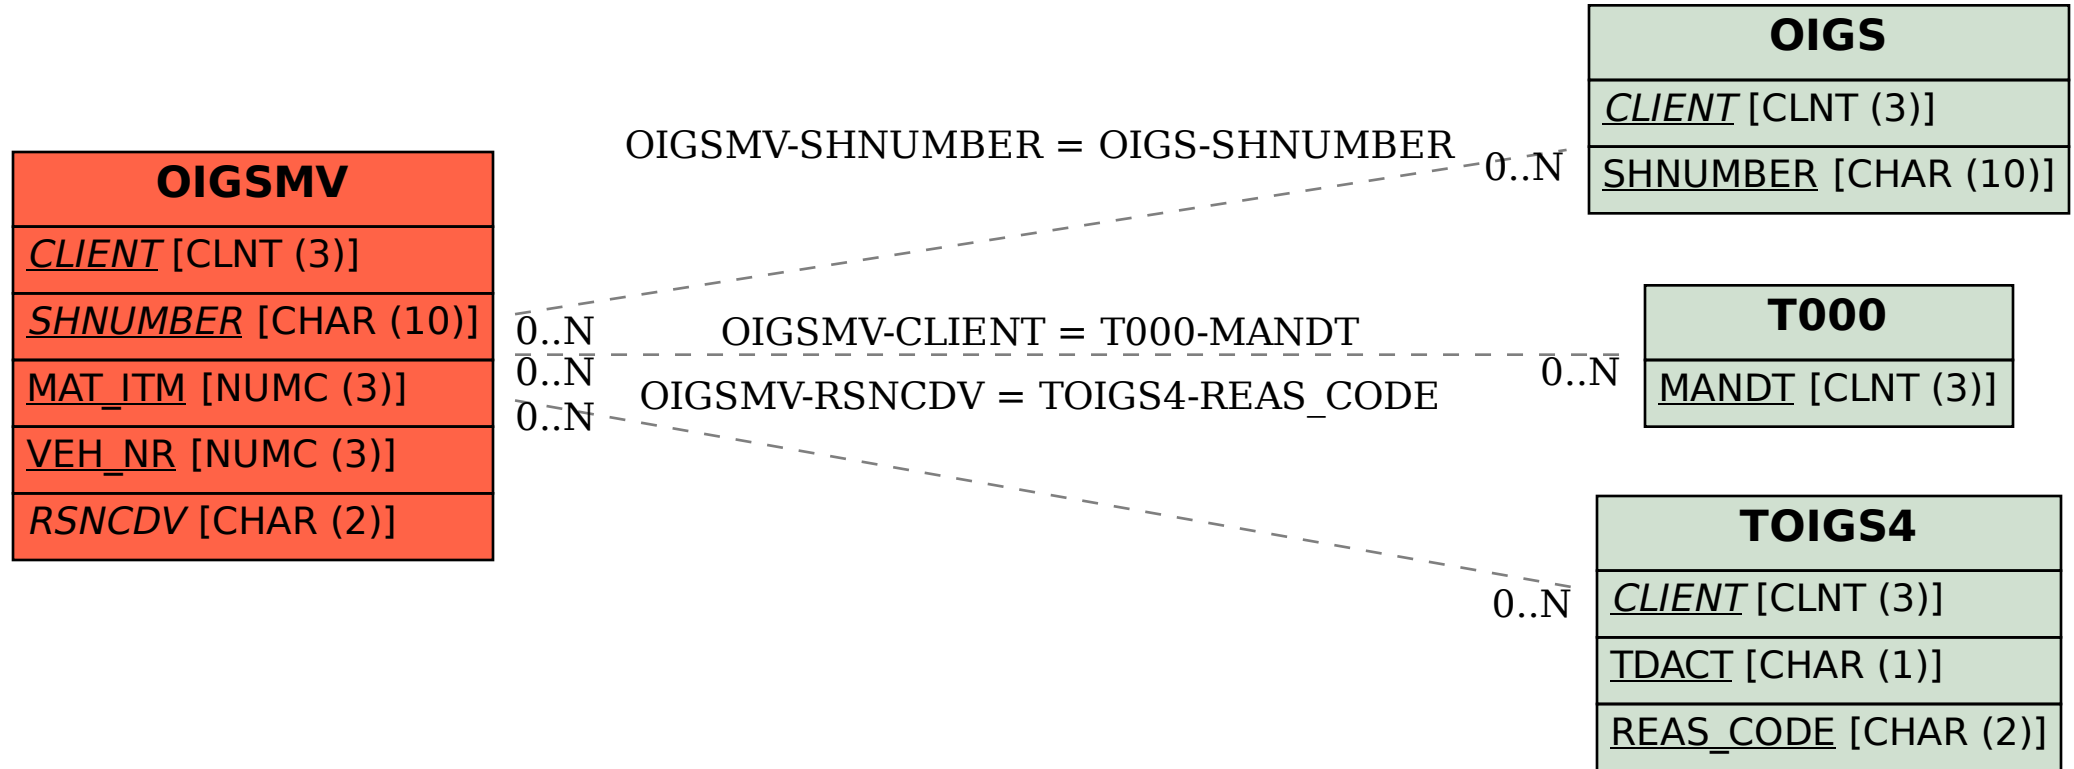 OIGSMV
CLIENT [CLNT (3)]
SHNUMBER [CHAR (10)]
MAT_ITM [NUMC (3)]
VEH_NR [NUMC (3)]
RSNCDV [CHAR (2)]
OIGSMV-SHNUMBER = OIGS-SHNUMBER
0..N
0..N
OIGSMV-CLIENT = T000-MANDT
0..N
0..N
OIGSMV-RSNCDV = TOIGS4-REAS_CODE
0..N
0..N
OIGS
CLIENT [CLNT (3)]
SHNUMBER [CHAR (10)]
T000
MANDT [CLNT (3)]
TOIGS4
CLIENT [CLNT (3)]
TDACT [CHAR (1)]
REAS_CODE [CHAR (2)]